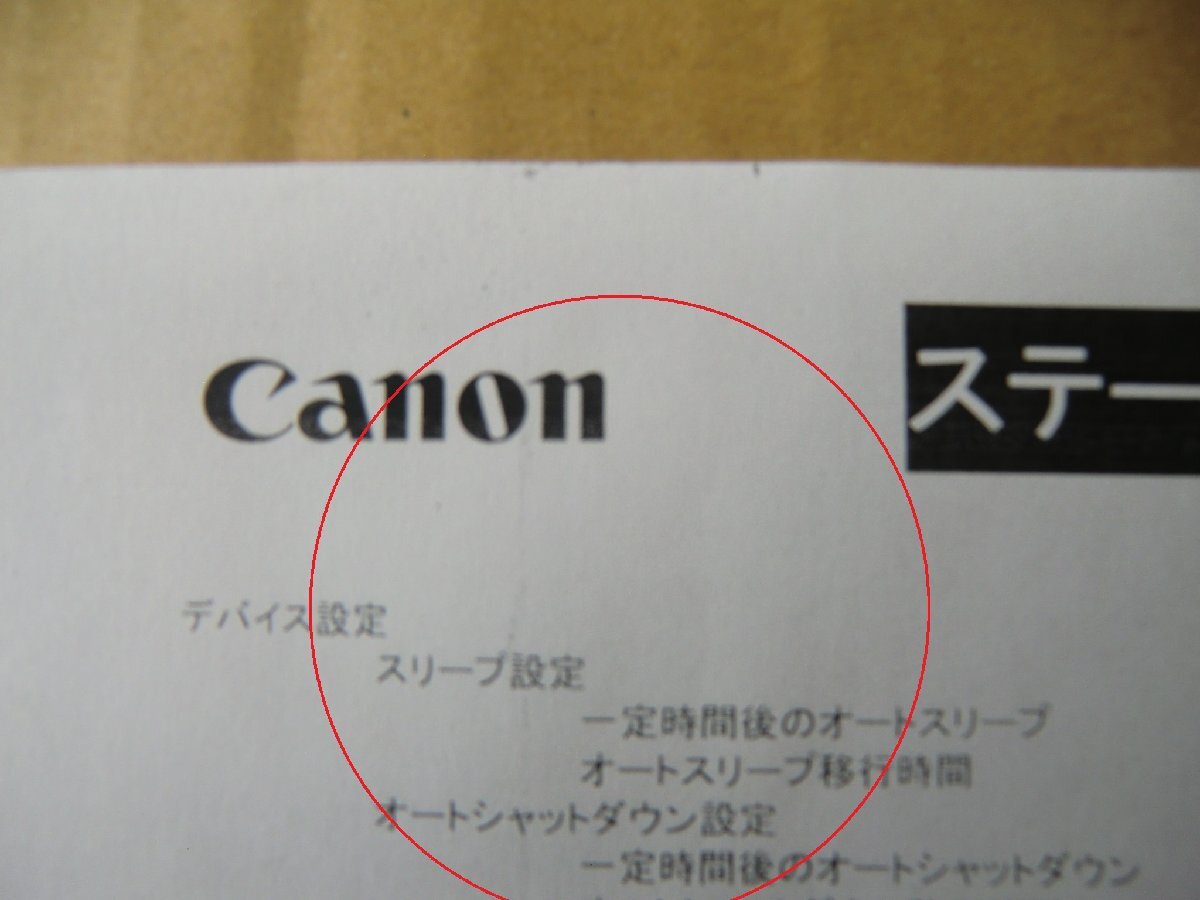 Canon
ステー
デバイス設定
スリープ設定
一定時間後のオートスリープ
オートスリープ移行時間
オートシャットダウン設定
一定時間後のオートシャットダウン